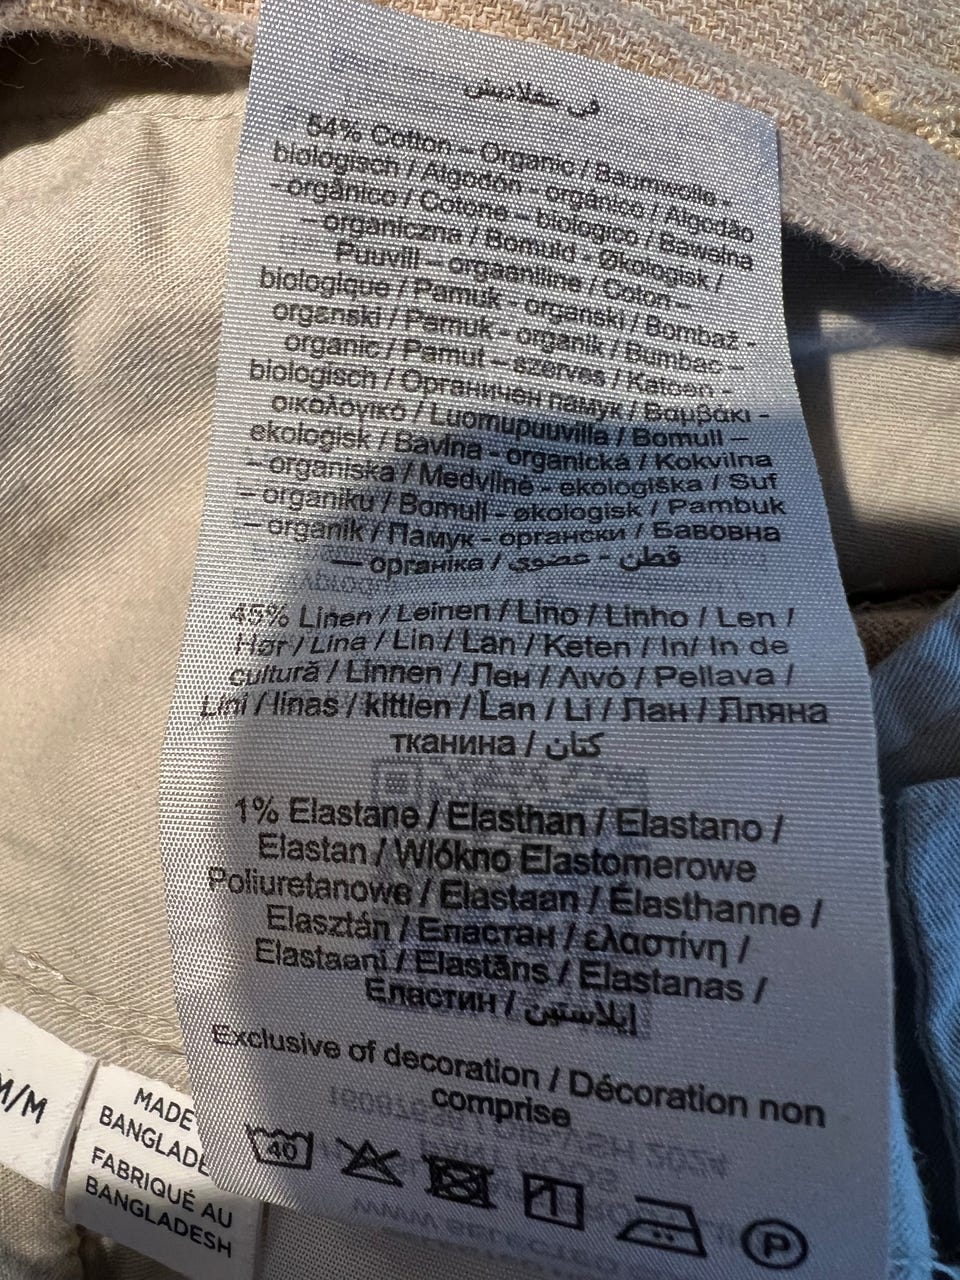 في بنغلاديش
54% Cotton – Organic / Baumwolle -
biologisch / Algodón - orgánico / Algodão
- orgânico / Cotone – biologico / Bawełna
– organiczna / Bomuld - Økologisk /
Puuvill – orgaaniline / Coton –
biologique / Pamuk - organski / Bombaž -
organski / Pamuk - organik / Bumbac –
organic / Pamut – szerves / Katoen -
biologisch / Органичен памук / Βαμβάκι -
οικολογικό / Luomupuuvilla / Bomull –
ekologisk / Bavlna - organická / Kokvilna
– organiska / Medvilnė - ekologiška / Suf
– organiku / Bomull - økologisk / Pambuk
– organik / Памук - органски / Бавовна
— органіка / قطن - عضوي
45% Linen / Leinen / Lino / Linho / Len /
Hør / Lina / Lin / Lan / Keten / In/ In de
cultură / Linnen / Лен / Λινό / Pellava /
Lini / linas / kittien / Lan / Li / Лан / Лляна
тканина / كتان
1% Elastane / Elasthan / Elastano /
Elastan / Włókno Elastomerowe
Poliuretanowe / Elastaan / Élasthanne /
Elasztán / Еластан / ελαστίνη /
Elastaani / Elastāns / Elastanas /
Еластин / إيلاستين
Exclusive of decoration / Décoration non
comprise
40
P
M/M
MADE
BANGLADE
FABRIQUÉ AU
BANGLADESH